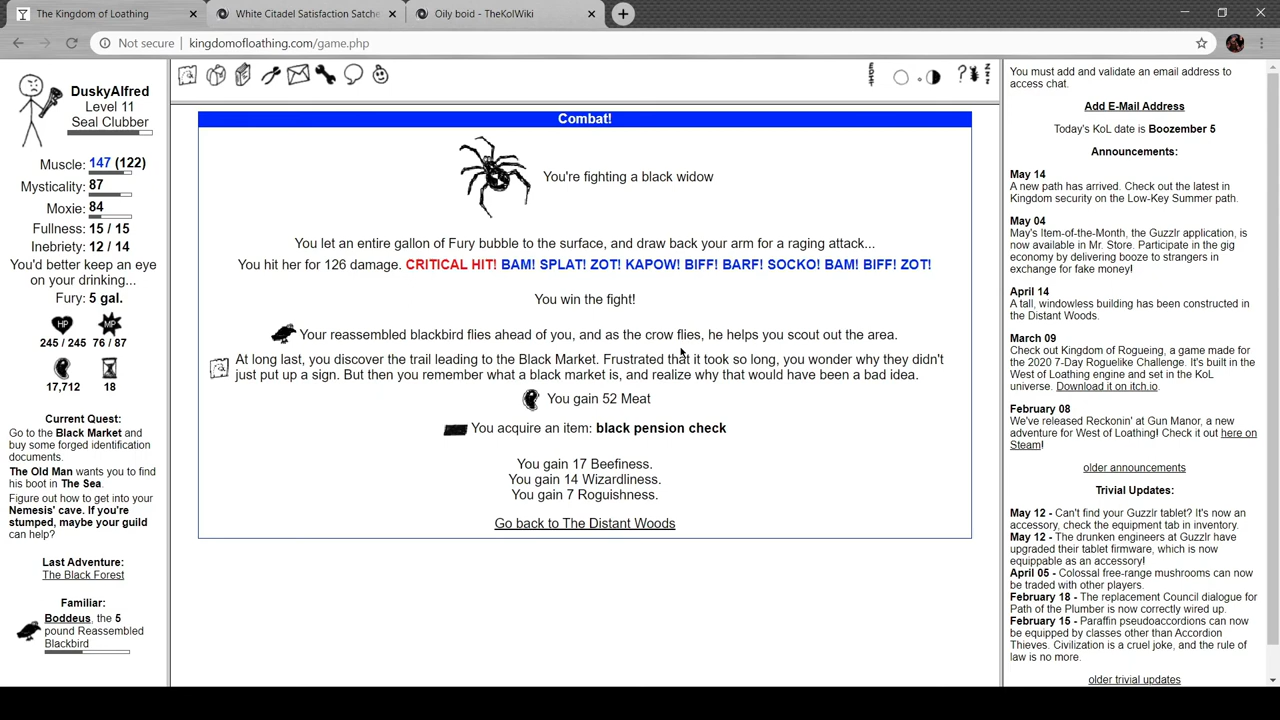 The Kingdom of Loathing
White Citadel Satisfaction Satche
Oily boid - TheKolWiki
Not secure | kingdomofloathing.com/game.php
DuskyAlfred
Level 11
Seal Clubber
Muscle: 147 (122)
Mysticality: 87
Moxie: 84
Fullness: 15 / 15
Inebriety: 12 / 14
You'd better keep an eye
on your drinking...
Fury: 5 gal.
HP MP
245 / 245 76 / 87
17,712 18
Current Quest:
Go to the Black Market and
buy some forged identification
documents.
The Old Man wants you to find
his boot in The Sea.
Figure out how to get into your
Nemesis' cave. If you're
stumped, maybe your guild
can help?
Last Adventure:
The Black Forest
Familiar:
Boddeus, the 5
pound Reassembled
Blackbird
Combat!
You're fighting a black widow
You let an entire gallon of Fury bubble to the surface, and draw back your arm for a raging attack...
You hit her for 126 damage. CRITICAL HIT! BAM! SPLAT! ZOT! KAPOW! BIFF! BARF! SOCKO! BAM! BIFF! ZOT!
You win the fight!
Your reassembled blackbird flies ahead of you, and as the crow flies, he helps you scout out the area.
At long last, you discover the trail leading to the Black Market. Frustrated that it took so long, you wonder why they didn't
just put up a sign. But then you remember what a black market is, and realize why that would have been a bad idea.
You gain 52 Meat
You acquire an item: black pension check
You gain 17 Beefiness.
You gain 14 Wizardliness.
You gain 7 Roguishness.
Go back to The Distant Woods
You must add and validate an email address to
access chat.
Add E-Mail Address
Today's KoL date is Boozember 5
Announcements:
May 14
A new path has arrived. Check out the latest in
Kingdom security on the Low-Key Summer path.
May 04
May's Item-of-the-Month, the Guzzlr application, is
now available in Mr. Store. Participate in the gig
economy by delivering booze to strangers in
exchange for fake money!
April 14
A tall, windowless building has been constructed in
the Distant Woods.
March 09
Check out Kingdom of Rogueing, a game made for
the 2020 7-Day Roguelike Challenge. It's built in the
West of Loathing engine and set in the KoL
universe. Download it on itch.io.
February 08
We've released Reckonin' at Gun Manor, a new
adventure for West of Loathing! Check it out here on
Steam!
older announcements
Trivial Updates:
May 12 - Can't find your Guzzlr tablet? It's now an
accessory, check the equipment tab in inventory.
May 12 - The drunken engineers at Guzzlr have
upgraded their tablet firmware, which is now
equippable as an accessory!
April 05 - Colossal free-range mushrooms can now
be traded with other players.
February 18 - The replacement Council dialogue for
Path of the Plumber is now correctly wired up.
February 15 - Paraffin pseudoaccordions can now
be equipped by classes other than Accordion
Thieves. Civilization is a cruel joke, and the rule of
law is no more.
older trivial updates